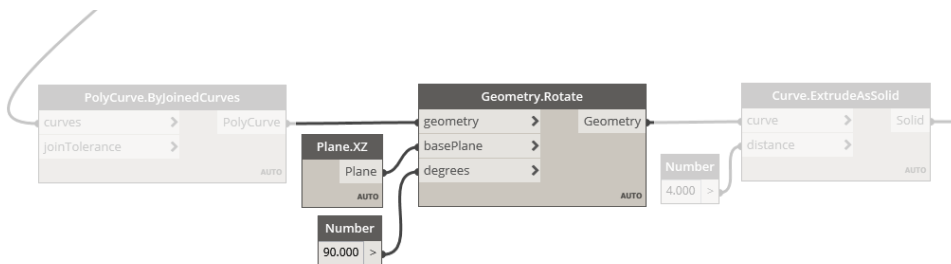 PolyCurve.ByJoinedCurves
curves > PolyCurve
joinTolerance >
AUTO
Plane.XZ
Plane
AUTO
Number
90.000 >
Geometry.Rotate
geometry > Geometry
basePlane >
degrees >
AUTO
Number
4.000 >
Curve.ExtrudeAsSolid
curve > Solid
distance >
AUTO